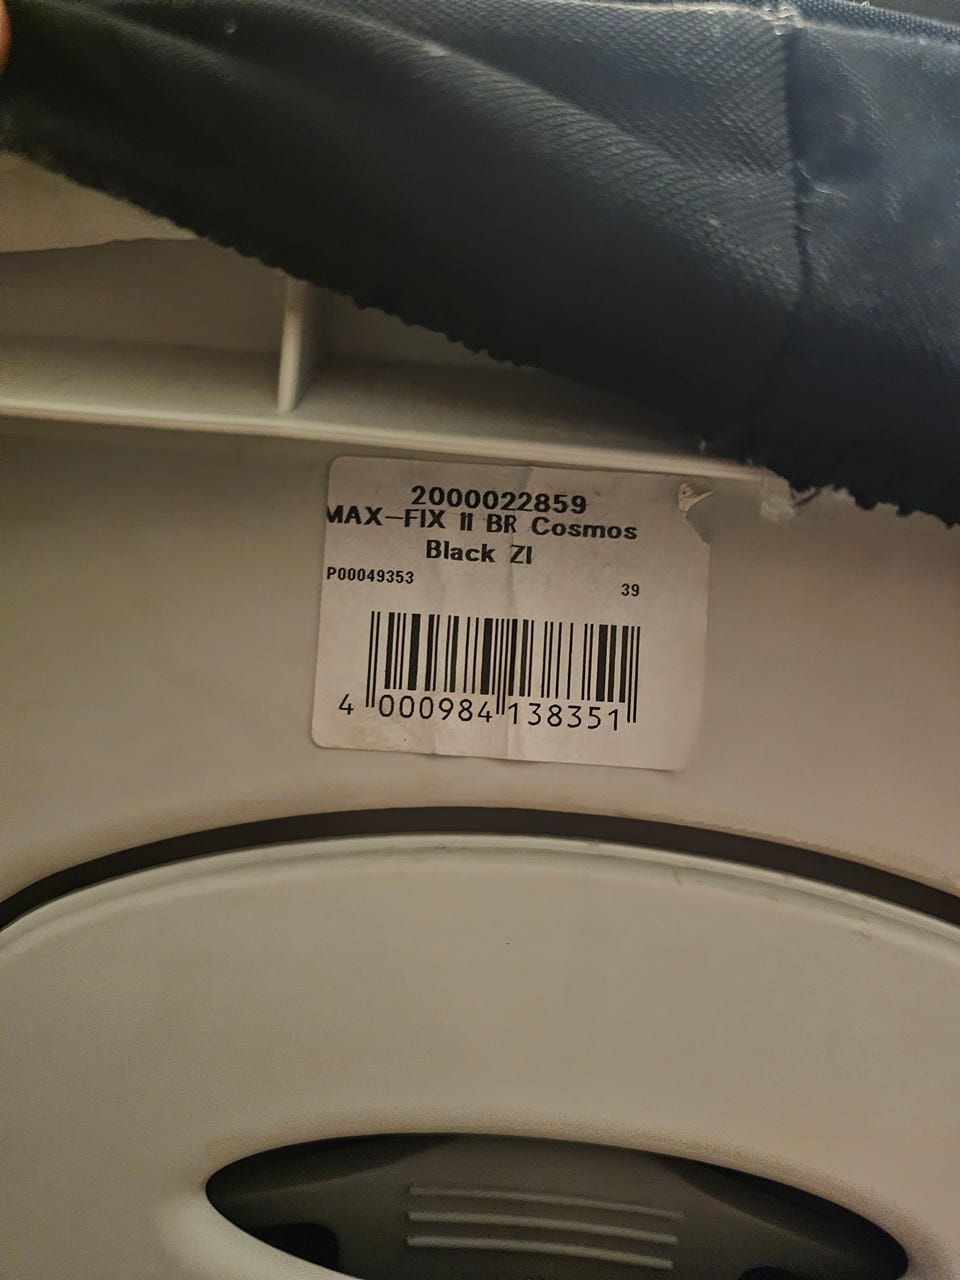 2000022859
MAX-FIX II BR Cosmos
Black ZI
P00049353 39
4 000984 138351